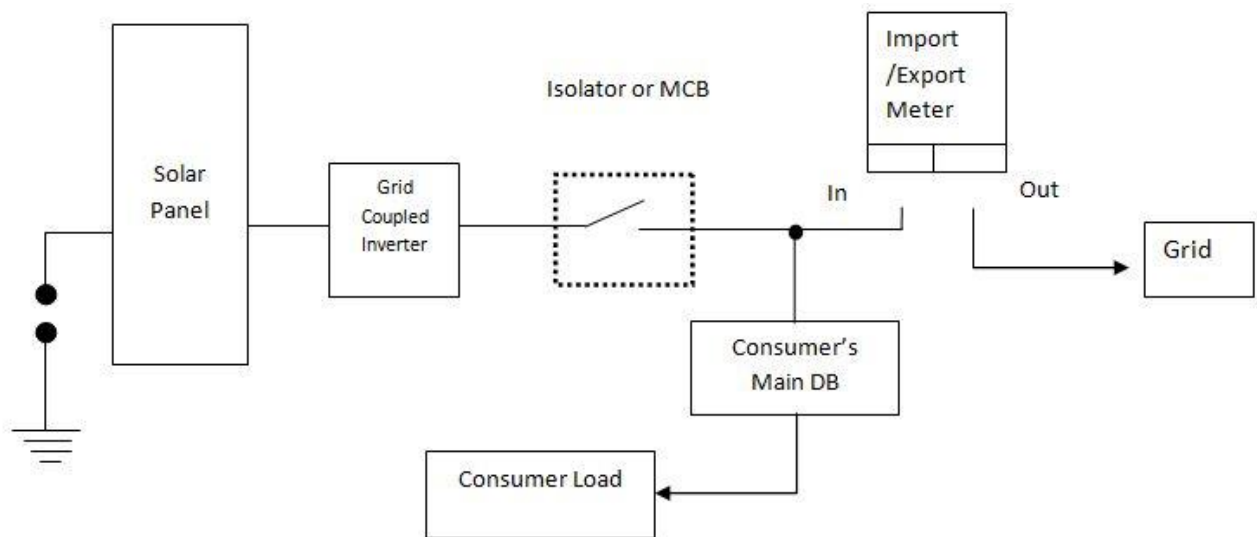 Import
/Export
Meter
Isolator or MCB
Solar
Panel
Grid
Coupled
Inverter
In
Out
Grid
Consumer’s
Main DB
Consumer Load